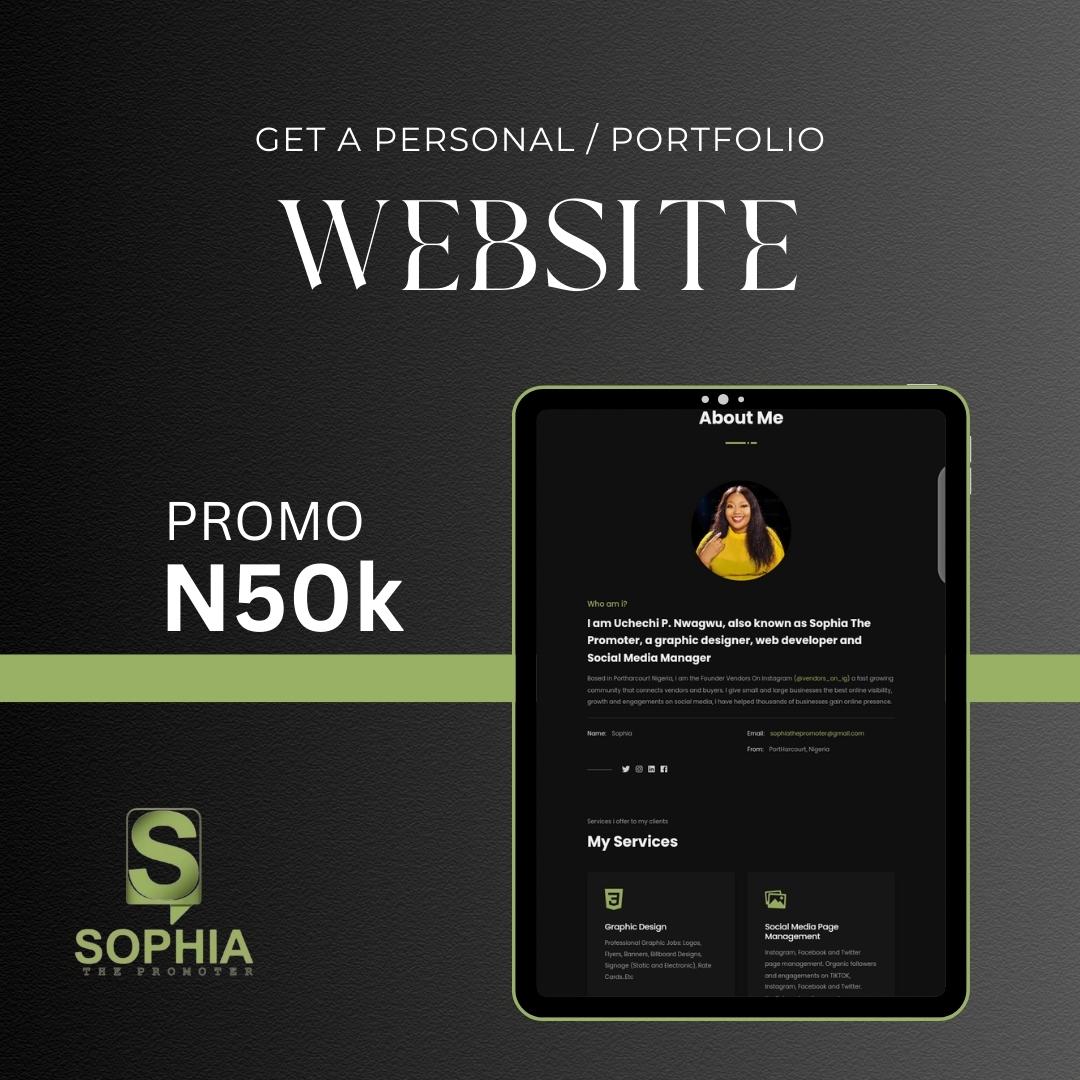 GET A PERSONAL / PORTFOLIO
WEBSITE
PROMO
N50k
S
SOPHIA
THE PROMOTER
About Me
Who am i?
I am Uchechi P. Nwagwu, also known as Sophia The
Promoter, a graphic designer, web developer and
Social Media Manager
Based in Portharcourt Nigeria, I am the Founder Vendors On Instagram (@vendors_on_ig) a fast growing
community that connects vendors and buyers. I give small and large businesses the best online visibility,
growth and engagements on social media, I have helped thousands of businesses gain online presence.
Name: Sophia
Email: sophiathepromoter@gmail.com
From: PortHarcourt, Nigeria
Services i offer to my clients
My Services
Graphic Design
Professional Graphic Jobs: Logos,
Flyers, Banners, Billboard Designs,
Signage (Static and Electronic), Rate
Cards..Etc
Social Media Page
Management
Instagram, Facebook and Twitter
page management. Organic followers
and engagements on TIKTOK,
Instagram, Facebook and Twitter.